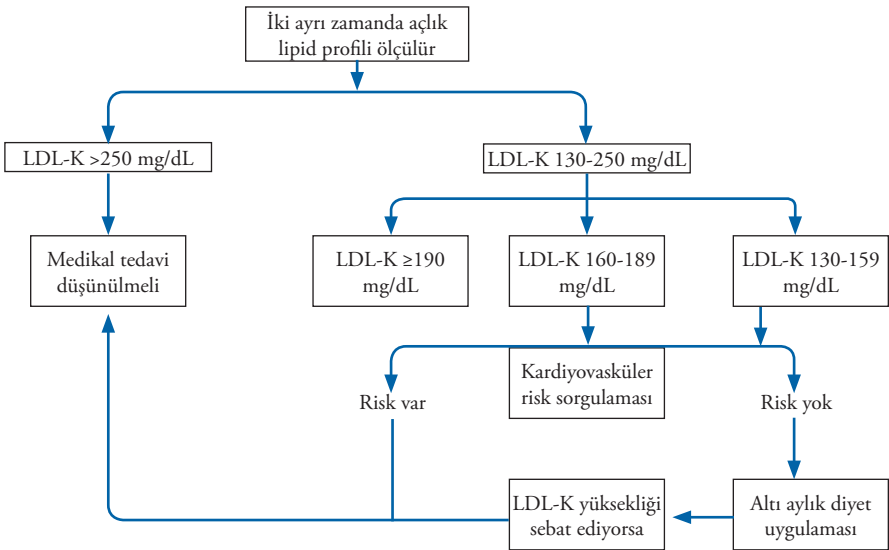 İki ayrı zamanda açlık
lipid profili ölçülür
LDL-K >250 mg/dL
LDL-K 130-250 mg/dL
Medikal tedavi
düşünülmeli
LDL-K ≥190
mg/dL
LDL-K 160-189
mg/dL
LDL-K 130-159
mg/dL
Risk var
Kardiyovasküler
risk sorgulaması
Risk yok
LDL-K yüksekliği
sebat ediyorsa
Altı aylık diyet
uygulaması